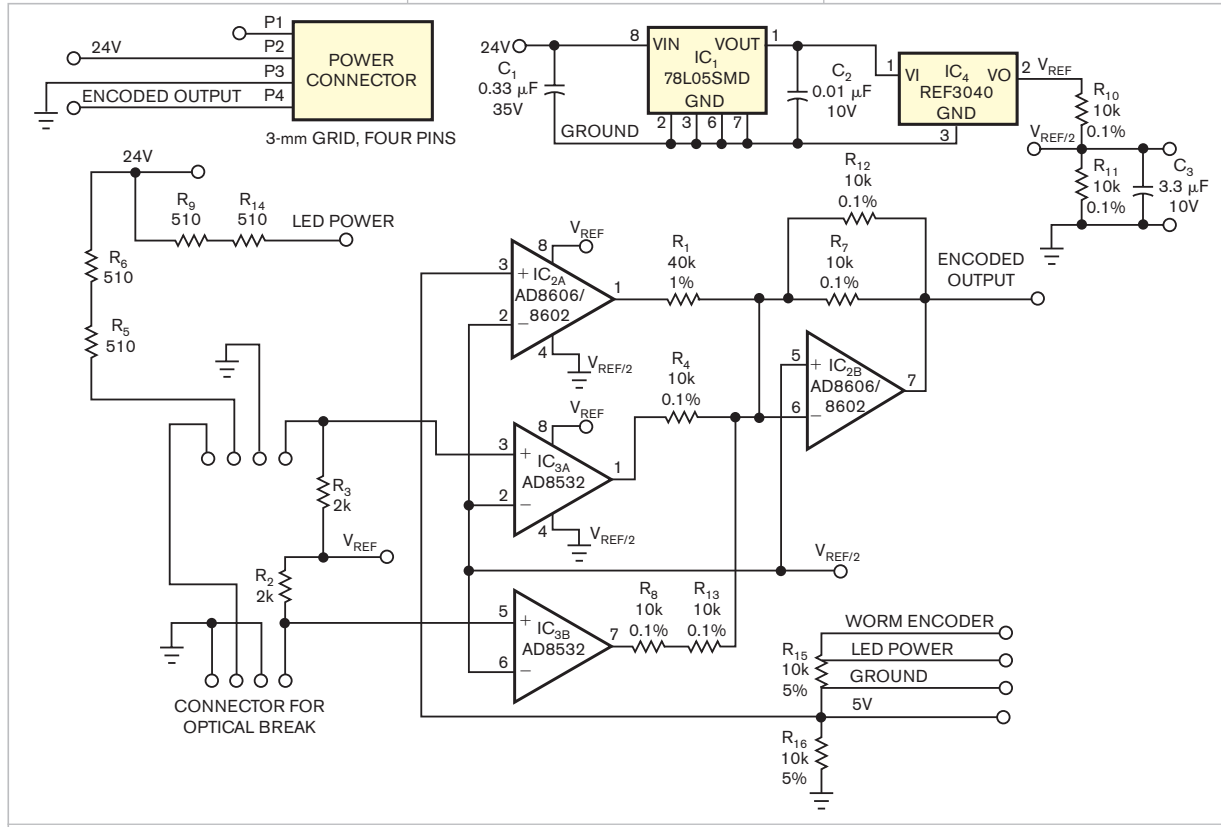 P1
24V
P2
P3
ENCODED OUTPUT
P4
POWER
CONNECTOR
3-mm GRID, FOUR PINS
24V
8
VIN
VOUT
1
IC1
78L05SMD
GND
2
3
6
7
C1
0.33 μF
35V
GROUND
C2
0.01 μF
10V
1
VI
IC4
REF3040
VO
2
GND
3
VREF
R10
10k
0.1%
VREF/2
R11
10k
0.1%
C3
3.3 μF
10V
24V
R9
510
R14
510
LED POWER
R6
510
R5
510
R12
10k
0.1%
R7
10k
0.1%
ENCODED
OUTPUT
8
VREF
3
+
IC2A
AD8606/
8602
2
−
1
4
VREF/2
R1
40k
1%
R4
10k
0.1%
5
+
IC2B
AD8606/
8602
6
−
7
8
VREF
3
+
IC3A
AD8532
2
−
1
4
VREF/2
R3
2k
VREF
R2
2k
VREF/2
5
+
IC3B
AD8532
6
−
7
R8
10k
0.1%
R13
10k
0.1%
CONNECTOR FOR
OPTICAL BREAK
WORM ENCODER
LED POWER
GROUND
5V
R15
10k
5%
R16
10k
5%